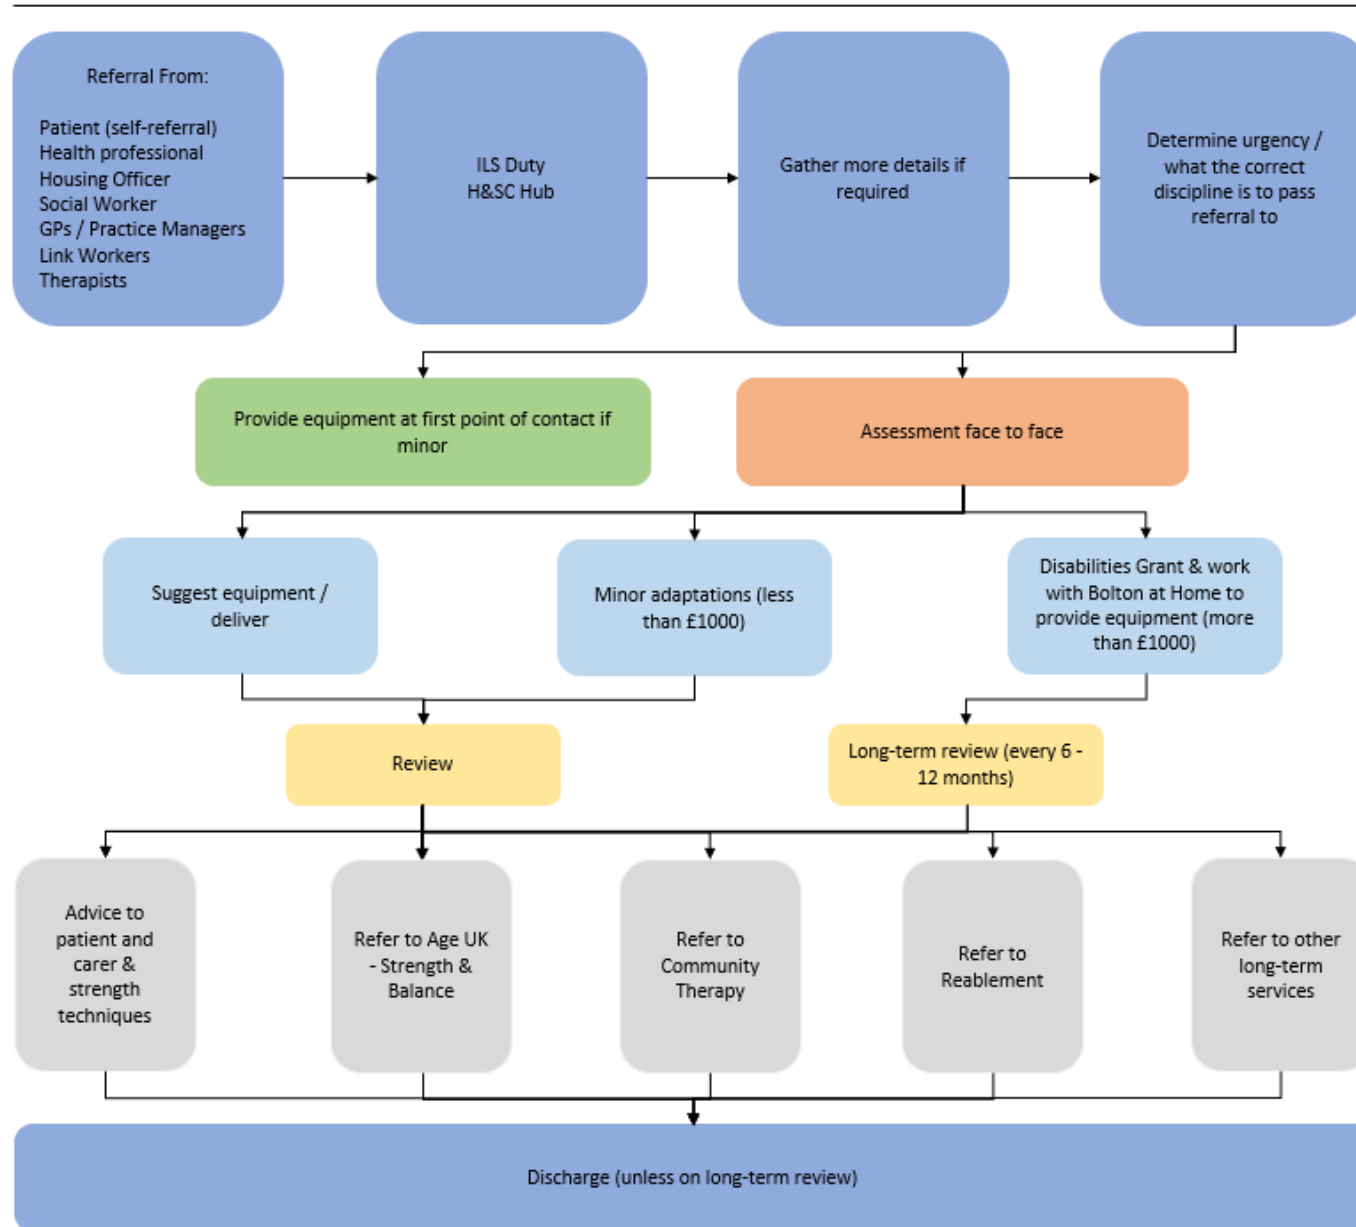 Referral From:
Patient (self-referral)
Health professional
Housing Officer
Social Worker
GPs / Practice Managers
Link Workers
Therapists
ILS Duty
H&SC Hub
Gather more details if
required
Determine urgency /
what the correct
discipline is to pass
referral to
Provide equipment at first point of contact if
minor
Assessment face to face
Suggest equipment /
deliver
Minor adaptations (less
than £1000)
Disabilities Grant & work
with Bolton at Home to
provide equipment (more
than £1000)
Review
Long-term review (every 6 -
12 months)
Advice to
patient and
carer &
strength
techniques
Refer to Age UK
- Strength &
Balance
Refer to
Community
Therapy
Refer to
Reablement
Refer to other
long-term
services
Discharge (unless on long-term review)